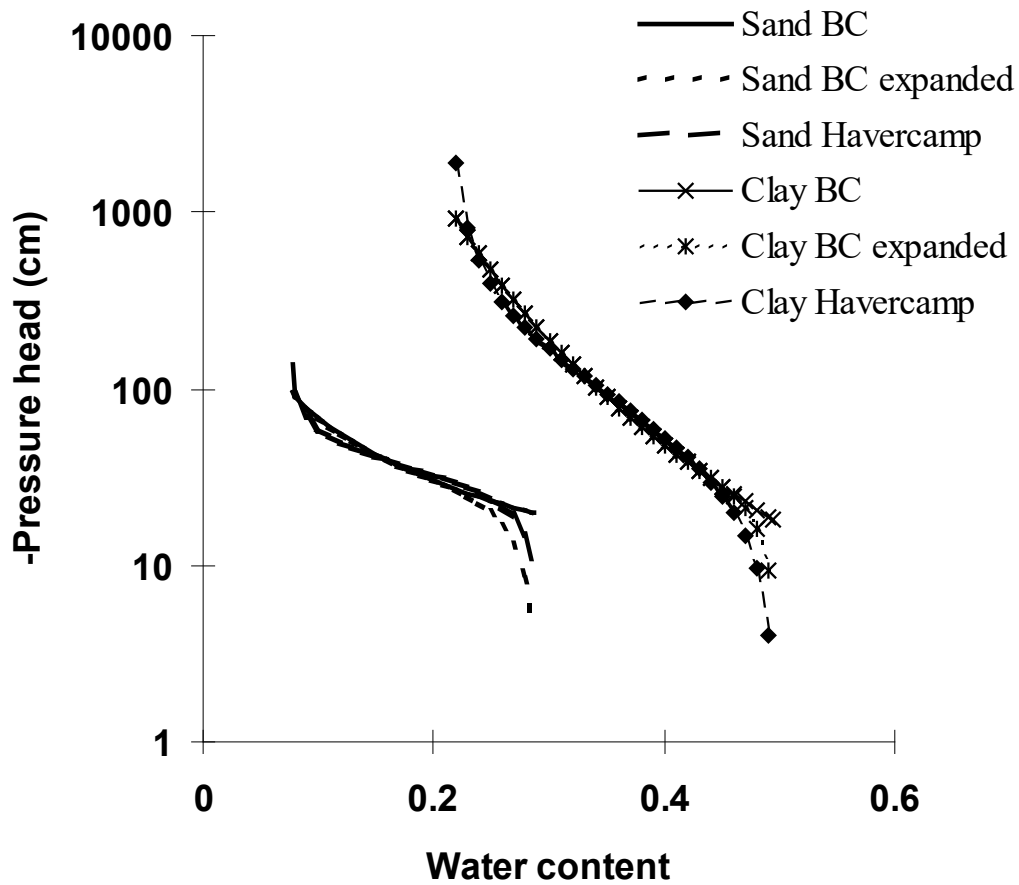 Sand BC
10000
Sand BC expanded
Sand Havercamp
Clay BC
1000
Clay BC expanded
Clay Havercamp
-Pressure head (cm)
100
10
1
0
0.2
0.4
0.6
Water content